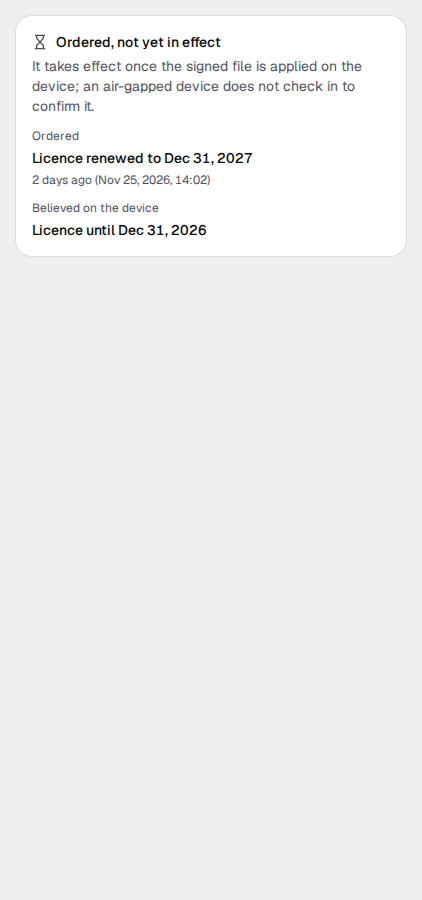 Ordered, not yet in effect
It takes effect once the signed file is applied on the
device; an air-gapped device does not check in to
confirm it.
Ordered
Licence renewed to Dec 31, 2027
2 days ago (Nov 25, 2026, 14:02)
Believed on the device
Licence until Dec 31, 2026